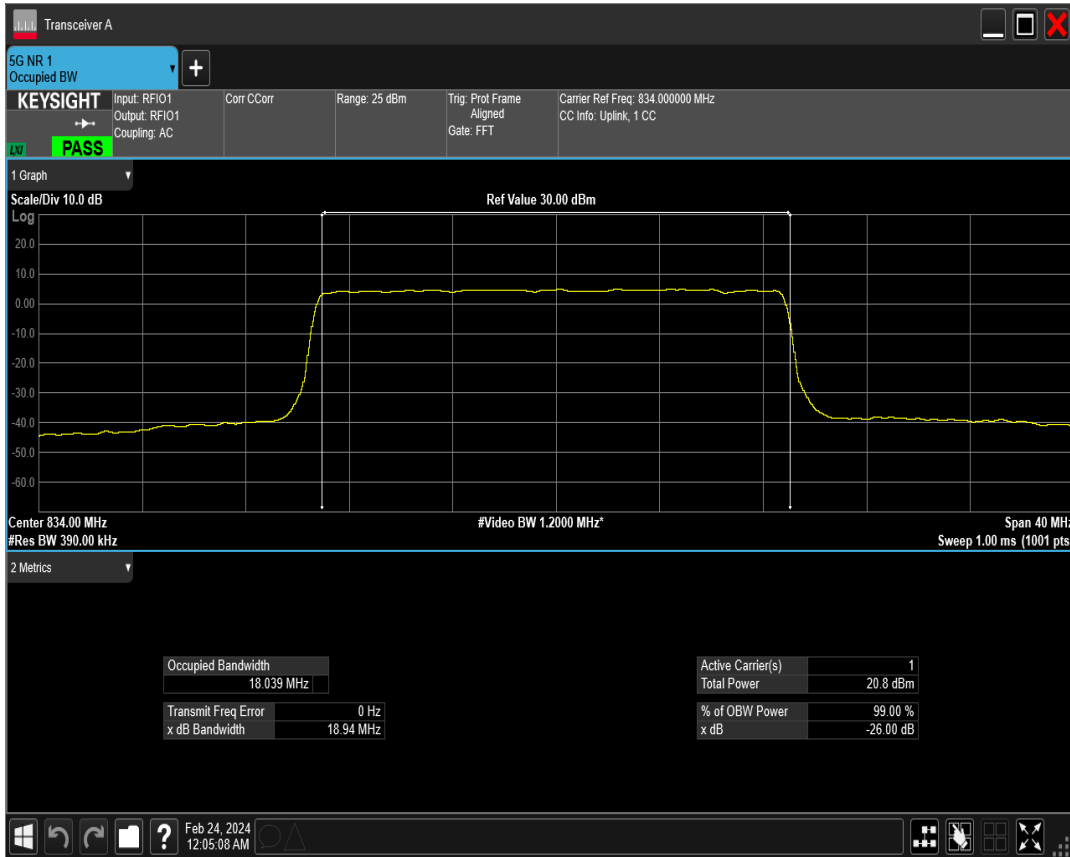 Transceiver A
5G NR 1
Occupied BW
+
KEYSIGHT
LXI
PASS
Input: RFIO1
Output: RFIO1
Coupling: AC
Corr CCorr
Range: 25 dBm
Trig: Prot Frame
Aligned
Gate: FFT
Carrier Ref Freq: 834.000000 MHz
CC Info: Uplink, 1 CC
1 Graph
Scale/Div 10.0 dB
Ref Value 30.00 dBm
Log
20.0
10.0
0.00
-10.0
-20.0
-30.0
-40.0
-50.0
-60.0
Center 834.00 MHz
#Video BW 1.2000 MHz*
Span 40 MHz
#Res BW 390.00 kHz
Sweep 1.00 ms (1001 pts
2 Metrics
Occupied Bandwidth
18.039 MHz
Transmit Freq Error 0 Hz
x dB Bandwidth 18.94 MHz
Active Carrier(s) 1
Total Power 20.8 dBm
% of OBW Power 99.00 %
x dB -26.00 dB
?
Feb 24, 2024
12:05:08 AM